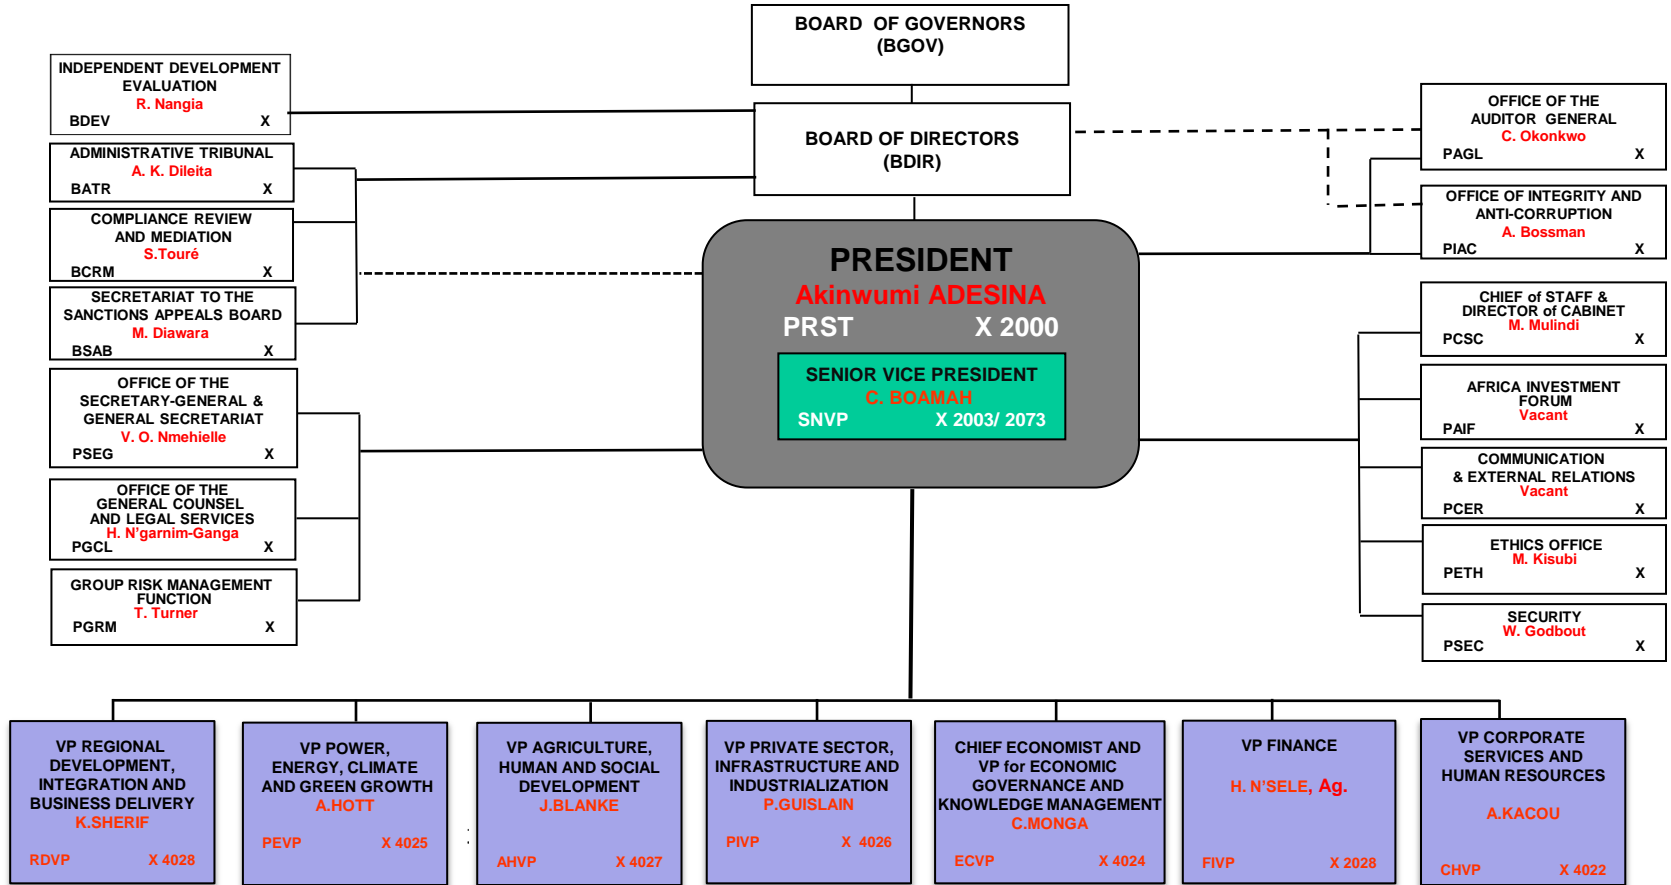 BOARD OF GOVERNORS
(BGOV)
BOARD OF DIRECTORS
(BDIR)
INDEPENDENT DEVELOPMENT
EVALUATION
R. Nangia
BDEV X
ADMINISTRATIVE TRIBUNAL
A. K. Dileita
BATR X
COMPLIANCE REVIEW
AND MEDIATION
S.Touré
BCRM X
SECRETARIAT TO THE
SANCTIONS APPEALS BOARD
M. Diawara
BSAB X
OFFICE OF THE
SECRETARY-GENERAL &
GENERAL SECRETARIAT
V. O. Nmehielle
PSEG X
OFFICE OF THE
GENERAL COUNSEL
AND LEGAL SERVICES
H. N'garnim-Ganga
PGCL X
GROUP RISK MANAGEMENT
FUNCTION
T. Turner
PGRM X
PRESIDENT
Akinwumi ADESINA
PRST X 2000
SENIOR VICE PRESIDENT
C. BOAMAH
SNVP X 2003/ 2073
OFFICE OF THE
AUDITOR GENERAL
C. Okonkwo
PAGL X
OFFICE OF INTEGRITY AND
ANTI-CORRUPTION
A. Bossman
PIAC X
CHIEF of STAFF &
DIRECTOR of CABINET
M. Mulindi
PCSC X
AFRICA INVESTMENT
FORUM
Vacant
PAIF X
COMMUNICATION
& EXTERNAL RELATIONS
Vacant
PCER X
ETHICS OFFICE
M. Kisubi
PETH X
SECURITY
W. Godbout
PSEC X
VP REGIONAL
DEVELOPMENT,
INTEGRATION AND
BUSINESS DELIVERY
K.SHERIF
RDVP X 4028
VP POWER,
ENERGY, CLIMATE
AND GREEN GROWTH
A.HOTT
PEVP X 4025
VP AGRICULTURE,
HUMAN AND SOCIAL
DEVELOPMENT
J.BLANKE
AHVP X 4027
VP PRIVATE SECTOR,
INFRASTRUCTURE AND
INDUSTRIALIZATION
P.GUISLAIN
PIVP X 4026
CHIEF ECONOMIST AND
VP for ECONOMIC
GOVERNANCE AND
KNOWLEDGE MANAGEMENT
C.MONGA
ECVP X 4024
VP FINANCE
H. N'SELE, Ag.
FIVP X 2028
VP CORPORATE
SERVICES AND
HUMAN RESOURCES
A.KACOU
CHVP X 4022